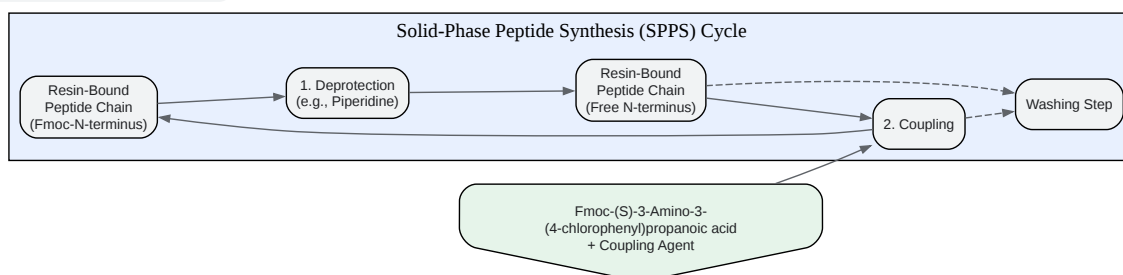 Solid-Phase Peptide Synthesis (SPPS) Cycle
Resin-Bound
Peptide Chain
(Fmoc-N-terminus)
1. Deprotection
(e.g., Piperidine)
Resin-Bound
Peptide Chain
(Free N-terminus)
2. Coupling
Washing Step
Fmoc-(S)-3-Amino-3-
(4-chlorophenyl)propanoic acid
+ Coupling Agent